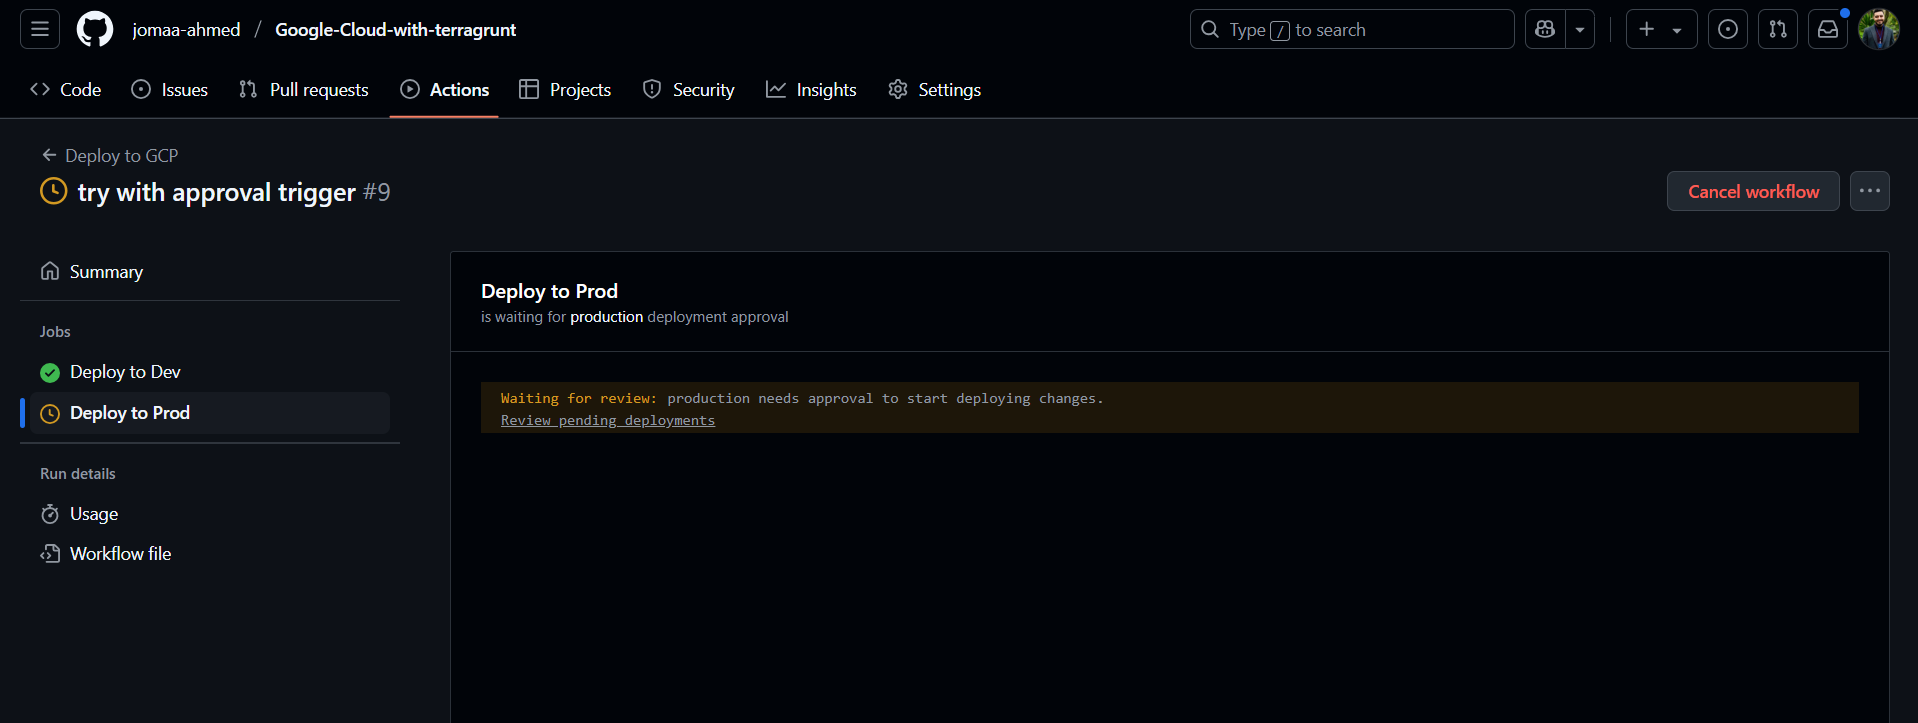 jomaa-ahmed / Google-Cloud-with-terragrunt
Type / to search
Code Issues Pull requests Actions Projects Security Insights Settings
Deploy to GCP
try with approval trigger #9
Cancel workflow
Summary
Jobs
Deploy to Dev
Deploy to Prod
Run details
Usage
Workflow file
Deploy to Prod
is waiting for production deployment approval
Waiting for review: production needs approval to start deploying changes.
Review pending deployments